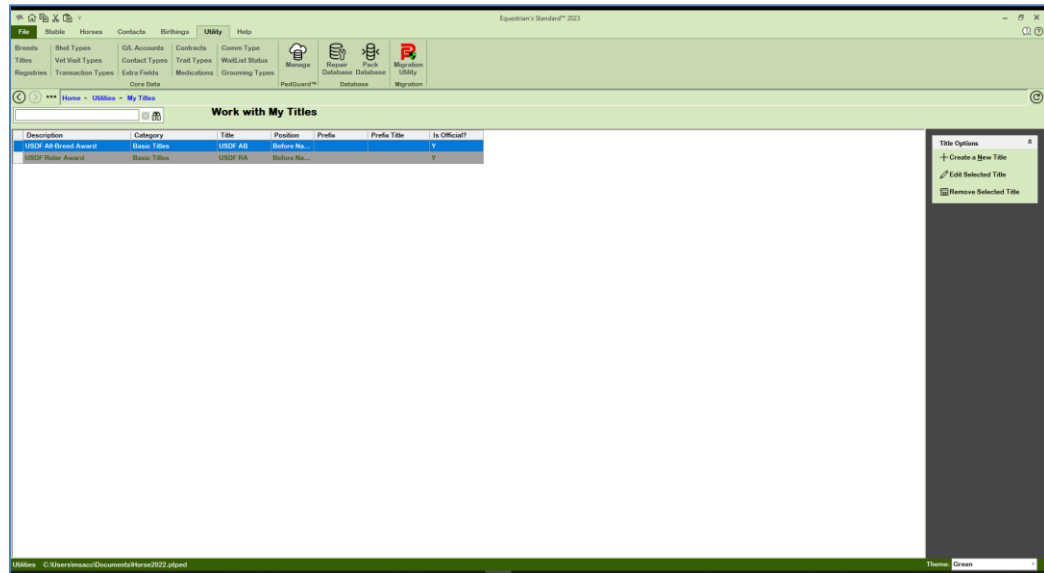 Equestrian's Standard™ 2023
File Stable Horses Contacts Birthings Utility Help
Breeds Shot Types G/L Accounts Contracts Comm Type
Titles Vet Visit Types Contact Types Trait Types WaitList Status
Registries Transaction Types Extra Fields Medications Grooming Types
Manage
Repair Database
Pack Database
Migration Utility
Core Data PedGuard™ Database Migration
Home - Utilities - My Titles
Work with My Titles
Description Category Title Position Prefix Prefix Title Is Official?
USDF All-Breed Award Basic Titles USDF AB Before Na... Y
USDF Rider Award Basic Titles USDF RA Before Na... Y
Title Options
Create a New Title
Edit Selected Title
Remove Selected Title
Utilities C:\Users\msacc\Documents\Horse2022.ptped Theme: Green